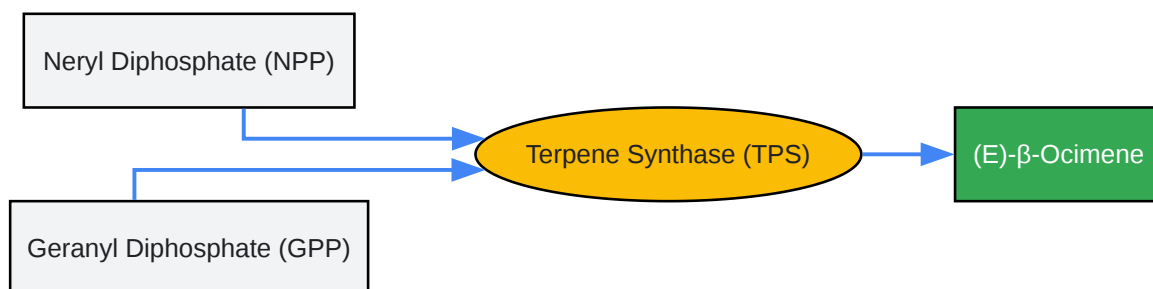 Neryl Diphosphate (NPP)
Terpene Synthase (TPS)
(E)-β-Ocimene
Geranyl Diphosphate (GPP)